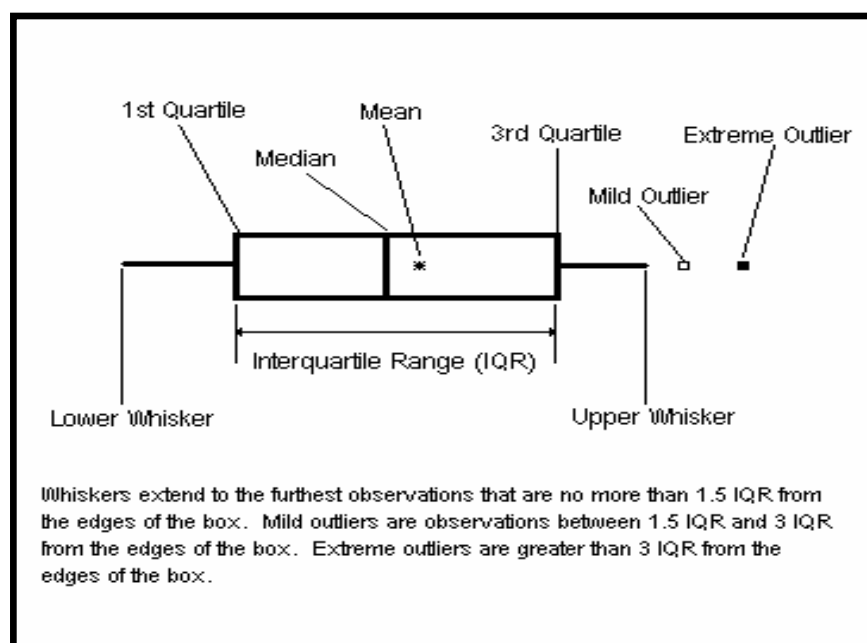 1st Quartile
Mean
3rd Quartile
Extreme Outlier
Median
Mild Outlier
Interquartile Range (IQR)
Lower Whisker
Upper Whisker
Whiskers extend to the furthest observations that are no more than 1.5 IQR from
the edges of the box.  Mild outliers are observations between 1.5 IQR and 3 IQR
from the edges of the box.  Extreme outliers are greater than 3 IQR from the
edges of the box.